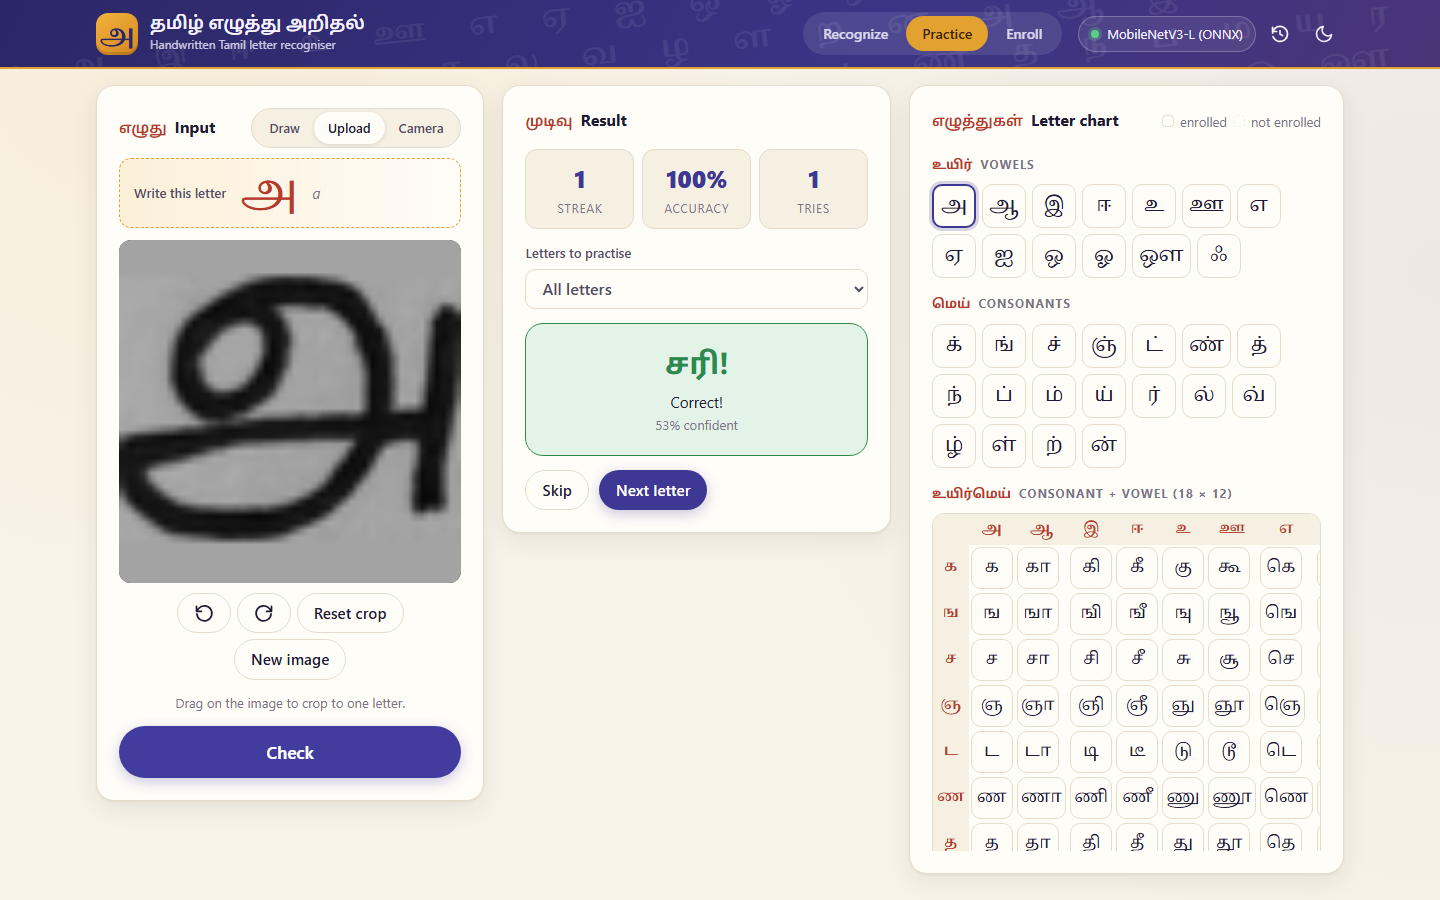 தமிழ் எழுத்து அறிதல்
Handwritten Tamil letter recogniser
Recognize Practice Enroll
MobileNetV3-L (ONNX)
எழுது Input
Draw Upload Camera
Write this letter அ a
அ
Reset crop
New image
Drag on the image to crop to one letter.
Check
முடிவு Result
1 100% 1
STREAK ACCURACY TRIES
Letters to practise
All letters
சரி!
Correct!
53% confident
Skip Next letter
எழுத்துகள் Letter chart
enrolled not enrolled
உயிர் VOWELS
அ ஆ இ ஈ உ ஊ எ
ஏ ஐ ஒ ஓ ஔ ஃ
மெய் CONSONANTS
க் ங் ச் ஞ் ட் ண் த்
ந் ப் ம் ய் ர் ல் வ்
ழ் ள் ற் ன்
உயிர்மெய் CONSONANT + VOWEL (18 × 12)
அ ஆ இ ஈ உ ஊ எ
க க கா கி கீ கு கூ கெ
ங ங ஙா ஙி ஙீ ஙு ஙூ ஙெ
ச ச சா சி சீ சு சூ செ
ஞ ஞ ஞா ஞி ஞீ ஞு ஞூ ஞெ
ட ட டா டி டீ டு டூ டெ
ண ண ணா ணி ணீ ணு ணூ ணெ
த த தா தி தீ து தூ தெ